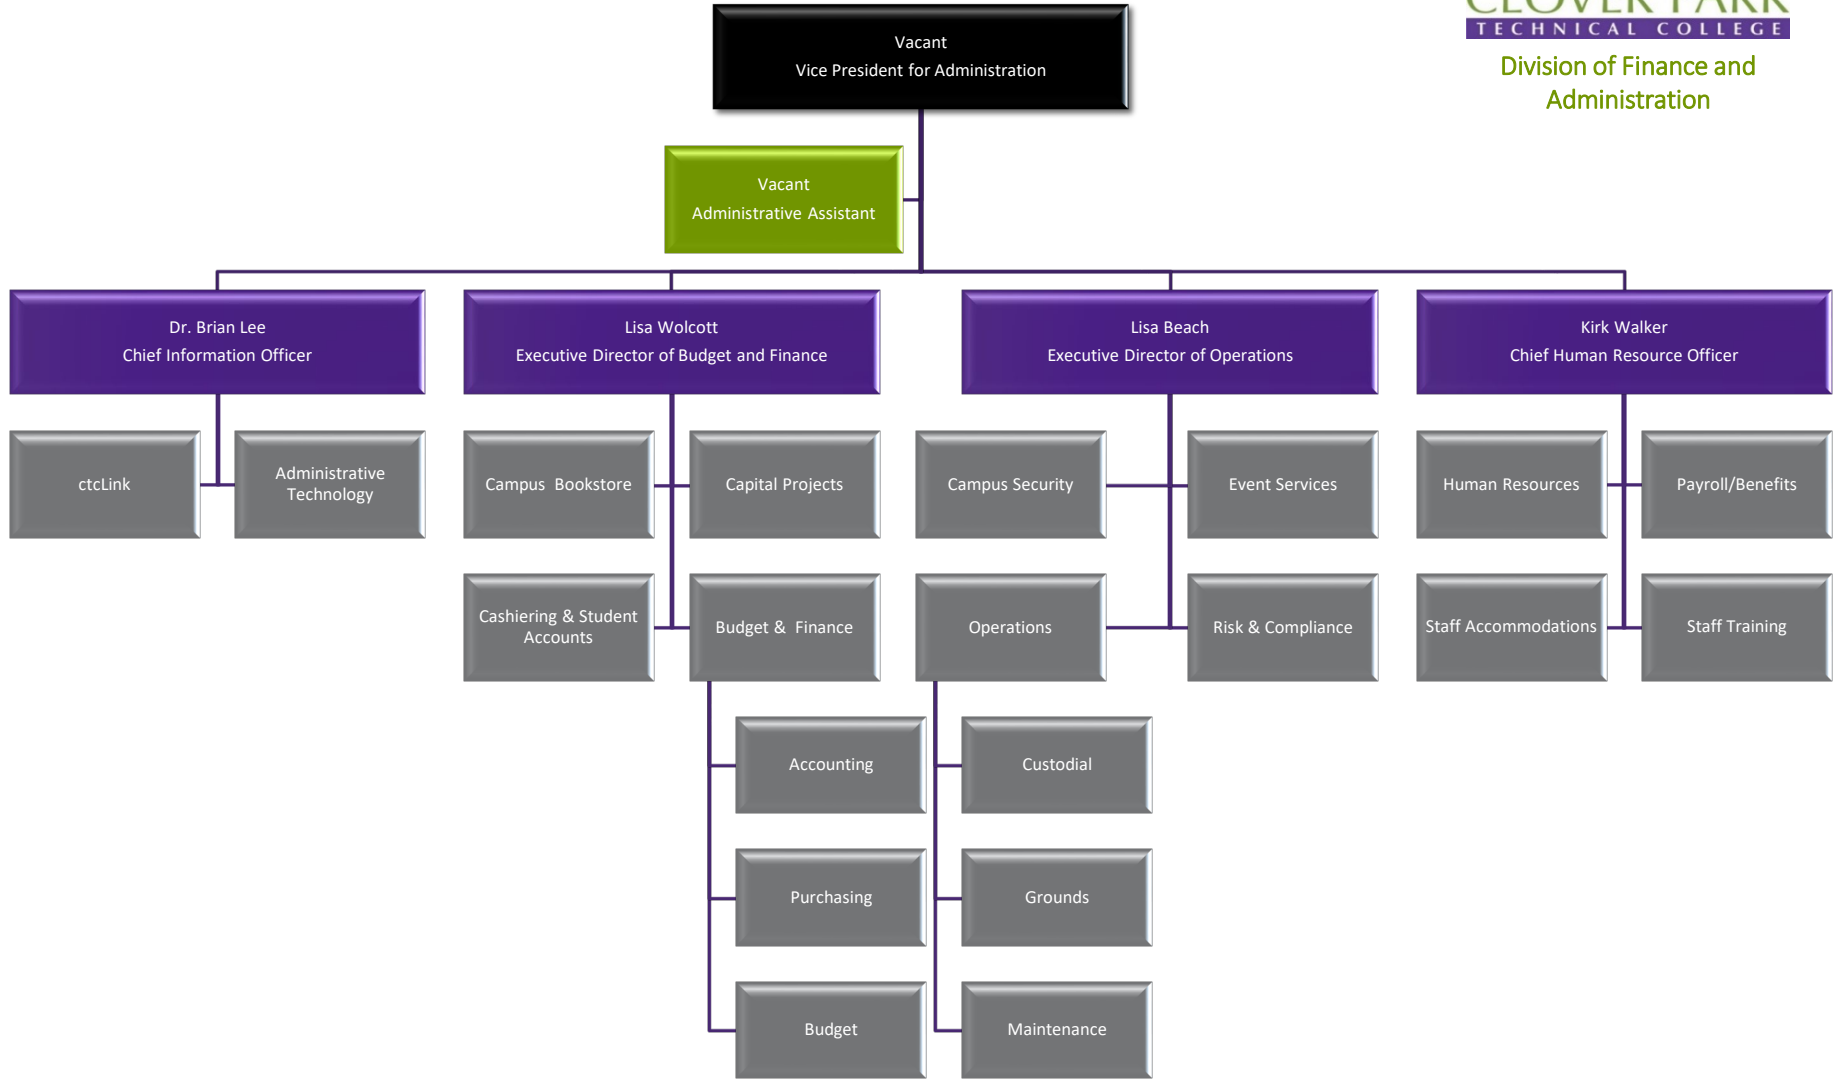 CLOVER PARK
TECHNICAL COLLEGE
Division of Finance and
Administration
Vacant
Vice President for Administration
Vacant
Administrative Assistant
Dr. Brian Lee
Chief Information Officer
Lisa Wolcott
Executive Director of Budget and Finance
Lisa Beach
Executive Director of Operations
Kirk Walker
Chief Human Resource Officer
ctcLink
Administrative
Technology
Campus Bookstore
Capital Projects
Campus Security
Event Services
Human Resources
Payroll/Benefits
Cashiering & Student
Accounts
Budget & Finance
Operations
Risk & Compliance
Staff Accommodations
Staff Training
Accounting
Custodial
Purchasing
Grounds
Budget
Maintenance